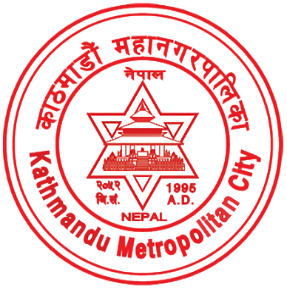 काठमाडौं महानगरपालिका
नेपाल
२०५२ 1995
बि.सं. A.D.
NEPAL
Kathmandu Metropolitan City